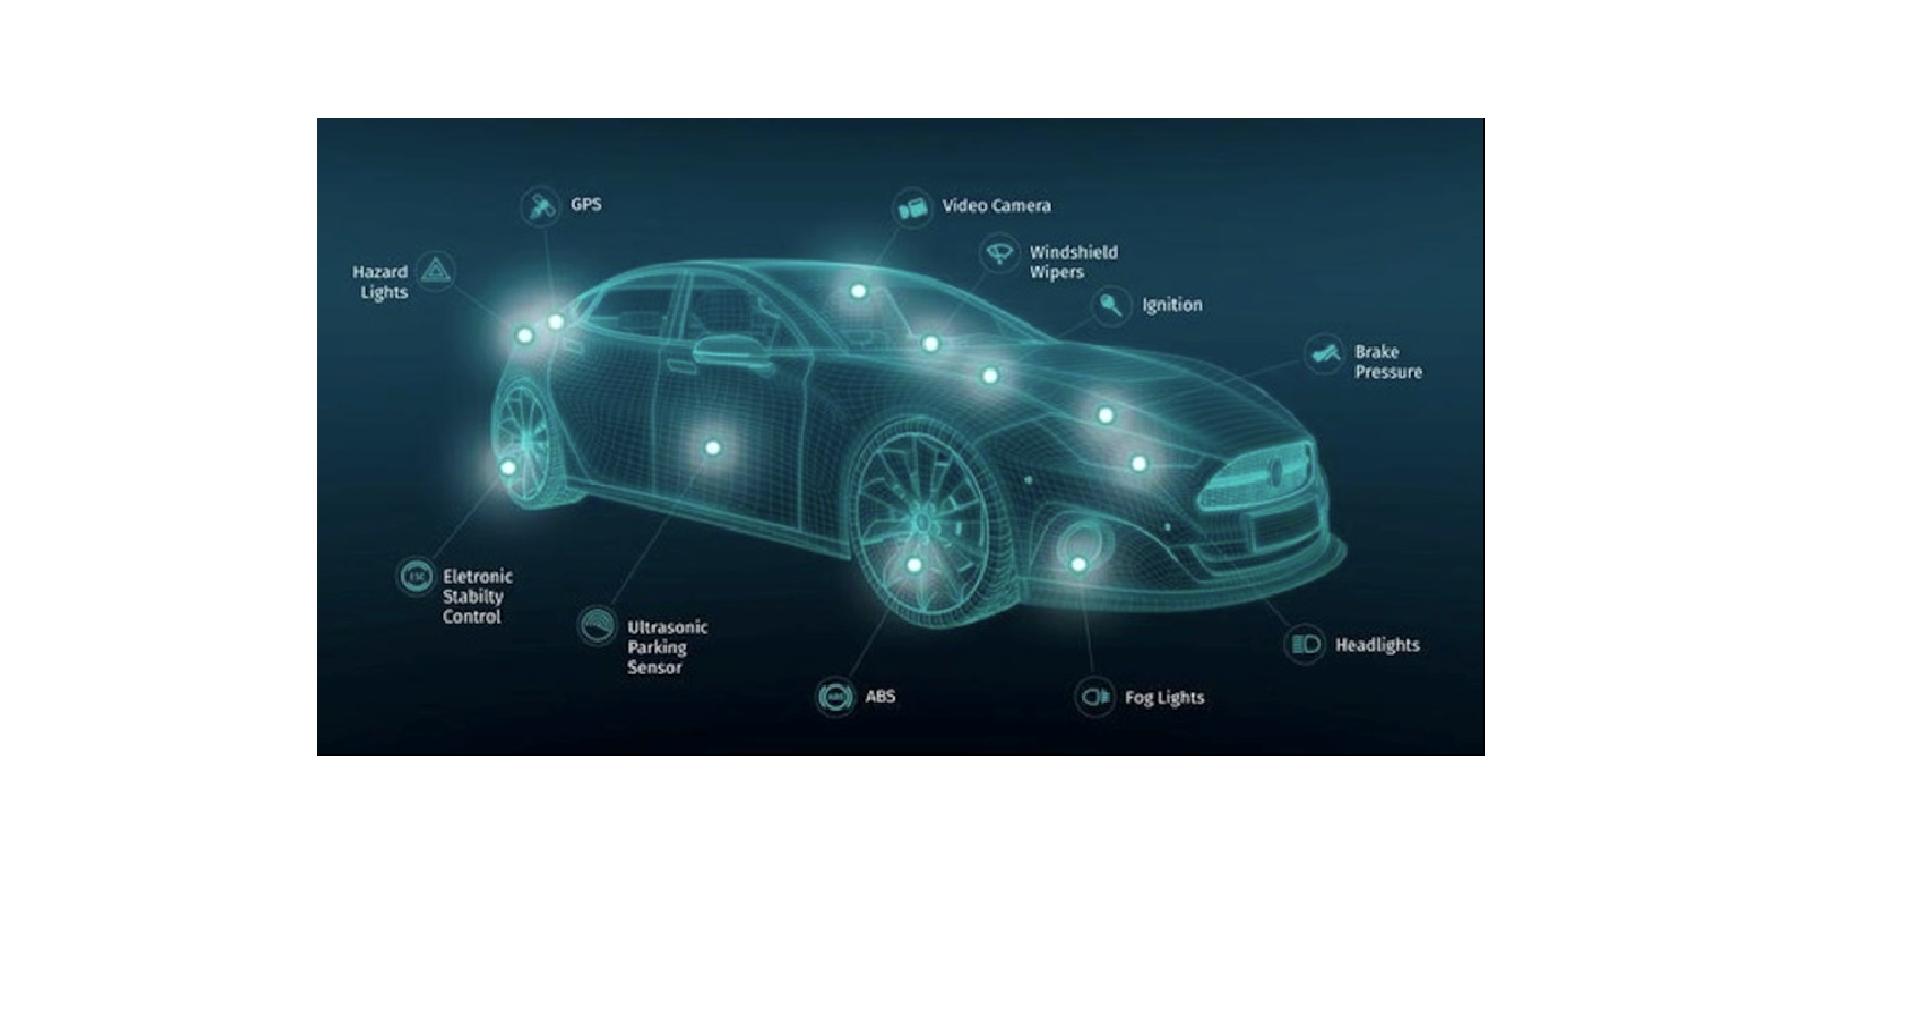 GPS
Video Camera
Windshield
Wipers
Hazard
Lights
Ignition
Brake
Pressure
ESC
Eletronic
Stabilty
Control
Ultrasonic
Parking
Sensor
Headlights
ABS
ABS
Fog Lights